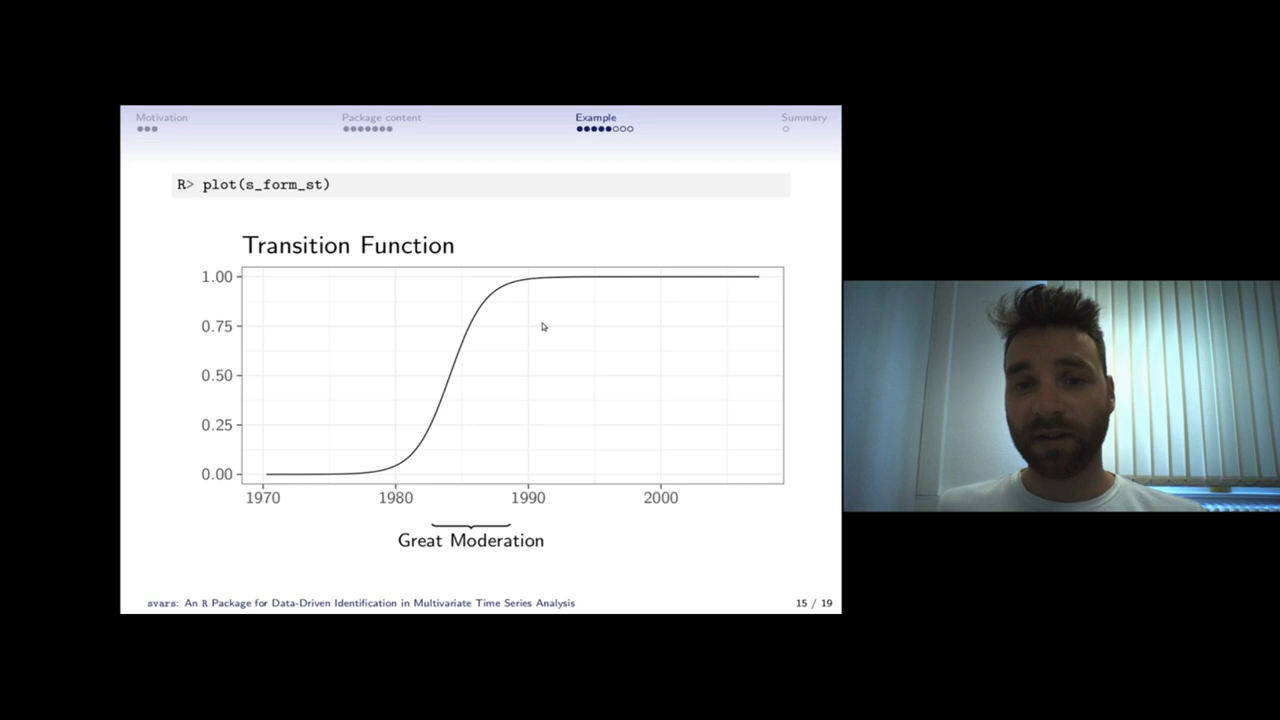 Motivation
Package content
Example
Summary
R> plot(s_form_st)
Transition Function
1.00
0.75
0.50
0.25
0.00
1970 1980 1990 2000
Great Moderation
svars: An R Package for Data-Driven Identification in Multivariate Time Series Analysis
15 / 19